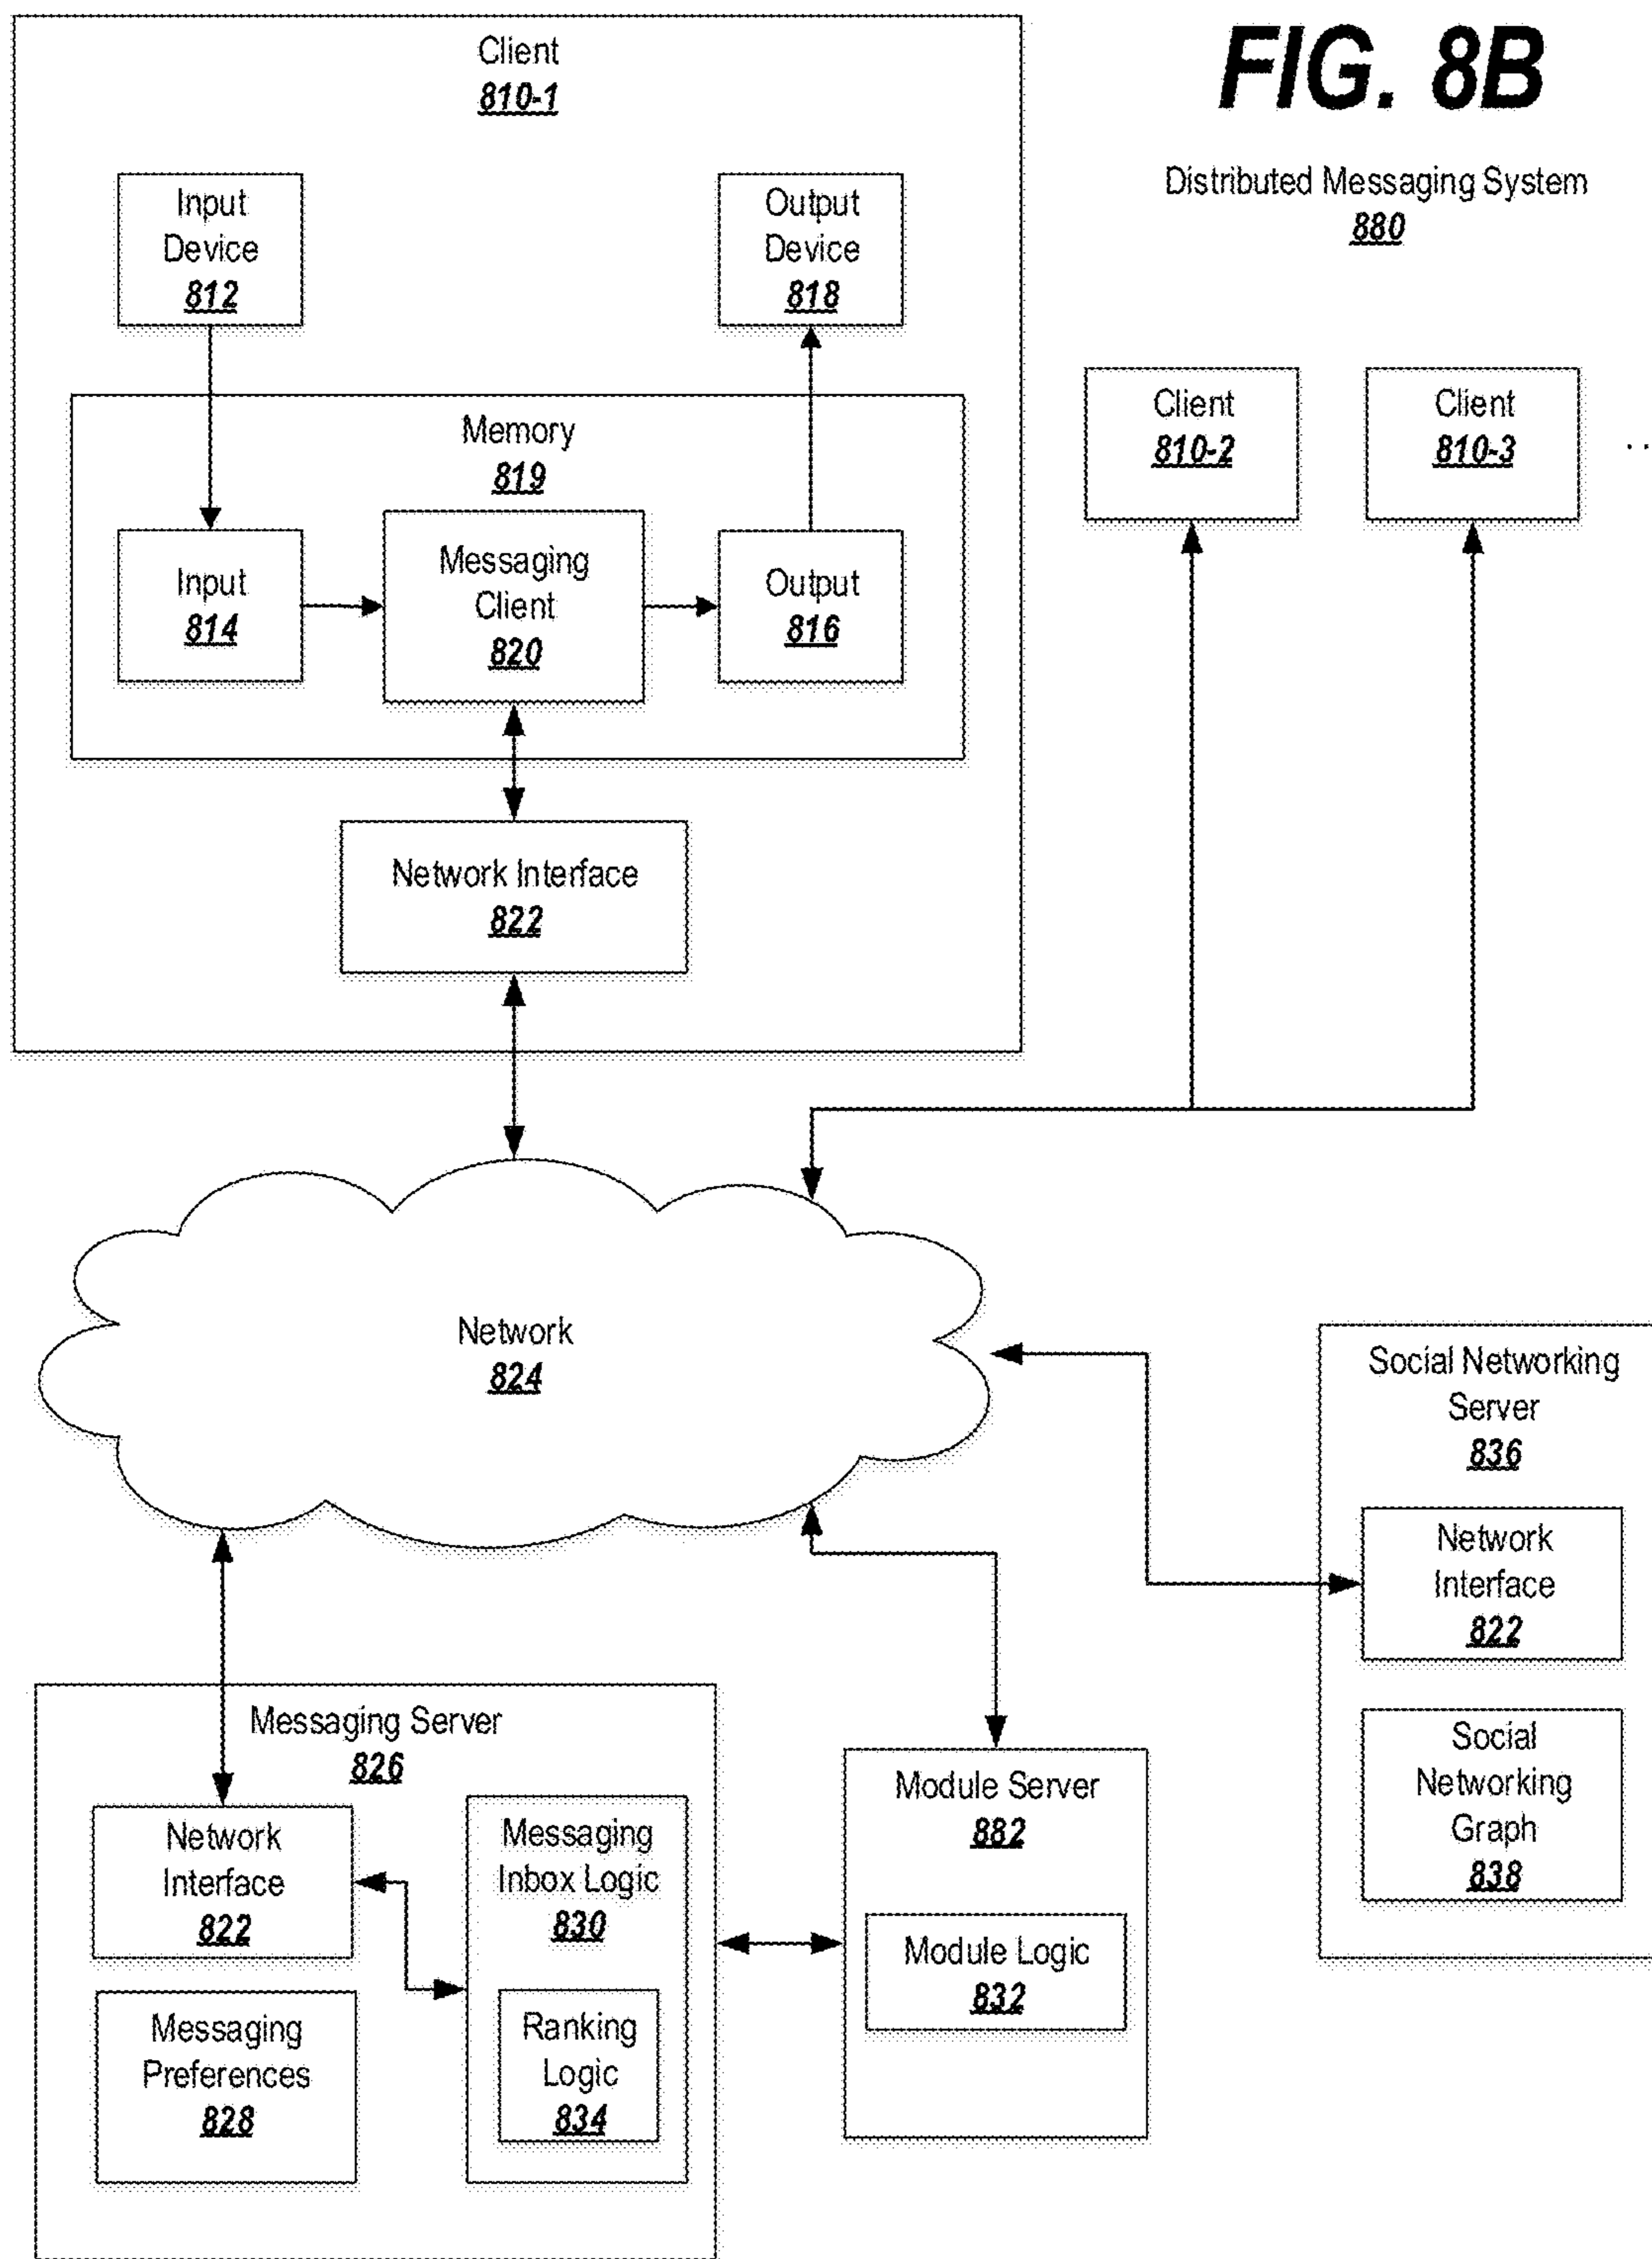 FIG. 8B
Distributed Messaging System
880
Client
810-1
Input
Device
812
Output
Device
818
Memory
819
Input
814
Messaging
Client
820
Output
816
Network Interface
822
Client
810-2
Client
810-3
..
Network
824
Social Networking
Server
836
Network
Interface
822
Social
Networking
Graph
838
Messaging Server
826
Network
Interface
822
Messaging
Preferences
828
Messaging
Inbox Logic
830
Ranking
Logic
834
Module Server
882
Module Logic
832